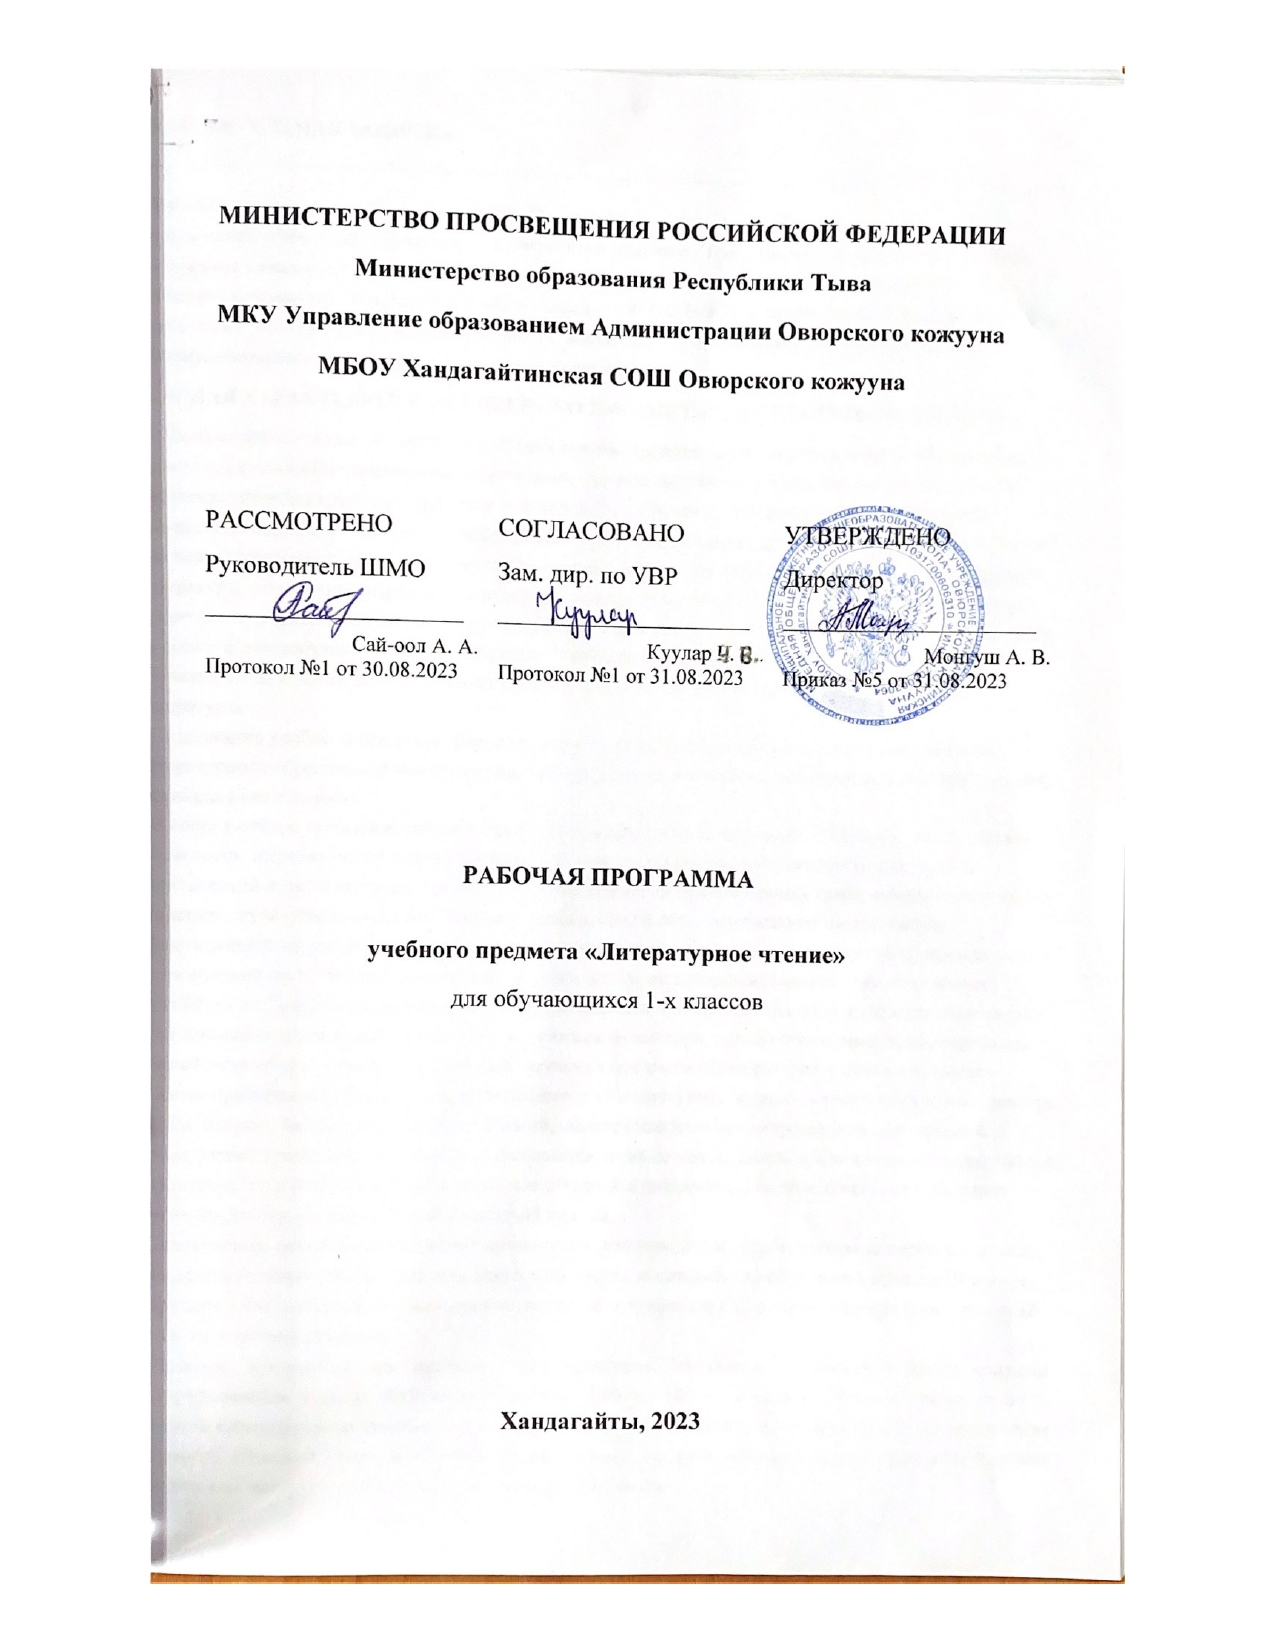 МИНИСТЕРСТВО ПРОСВЕЩЕНИЯ РОССИЙСКОЙ ФЕДЕРАЦИИ
Министерство образования Республики Тыва
МКУ Управление образованием Администрации Овюрского кожууна
МБОУ Хандагайтинская СОШ Овюрского кожууна
РАССМОТРЕНО
Руководитель ШМО
Сай-оол А. А.
Протокол №1 от 30.08.2023
СОГЛАСОВАНО
Зам. дир. по УВР
Куулар
Куулар Ч. В.
Протокол №1 от 31.08.2023
УТВЕРЖДЕНО
Директор
Монгуш А. В.
Приказ №5 от 31.08.2023
РАБОЧАЯ ПРОГРАММА
учебного предмета «Литературное чтение»
для обучающихся 1-х классов
Хандагайты, 2023